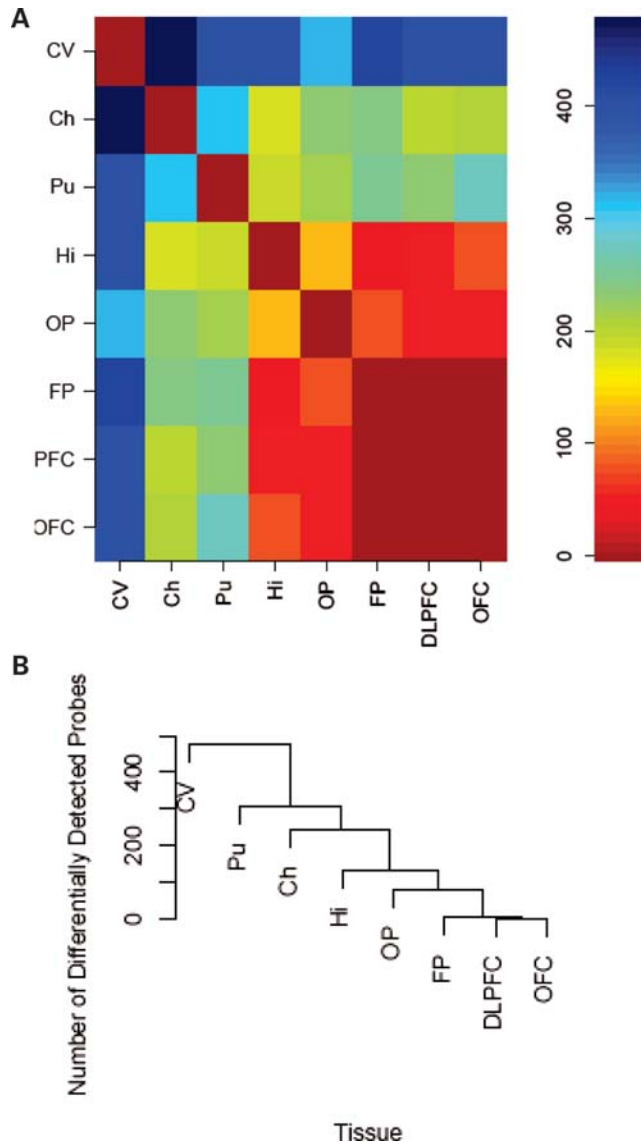 A
CV
Ch
Pu
Hi
OP
FP
PFC
OFC
CV
Ch
Pu
Hi
OP
FP
DLPFC
OFC
400
300
200
100
0
B
Number of Differentially Detected Probes
400
200
0
CV
Pu
Ch
Hi
OP
FP
DLPFC
OFC
Tissue